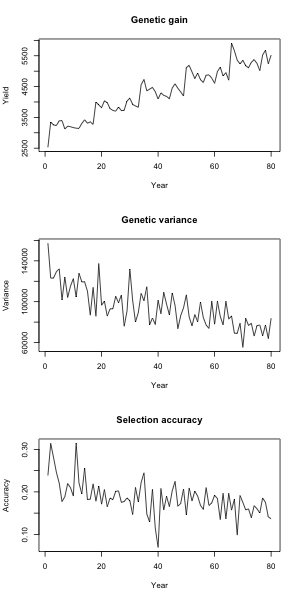 Genetic gain
5500
4500
3500
2500
Yield
0 20 40 60 80
Year
Genetic variance
140000
100000
60000
Variance
0 20 40 60 80
Year
Selection accuracy
0.30
0.20
0.10
Accuracy
0 20 40 60 80
Year